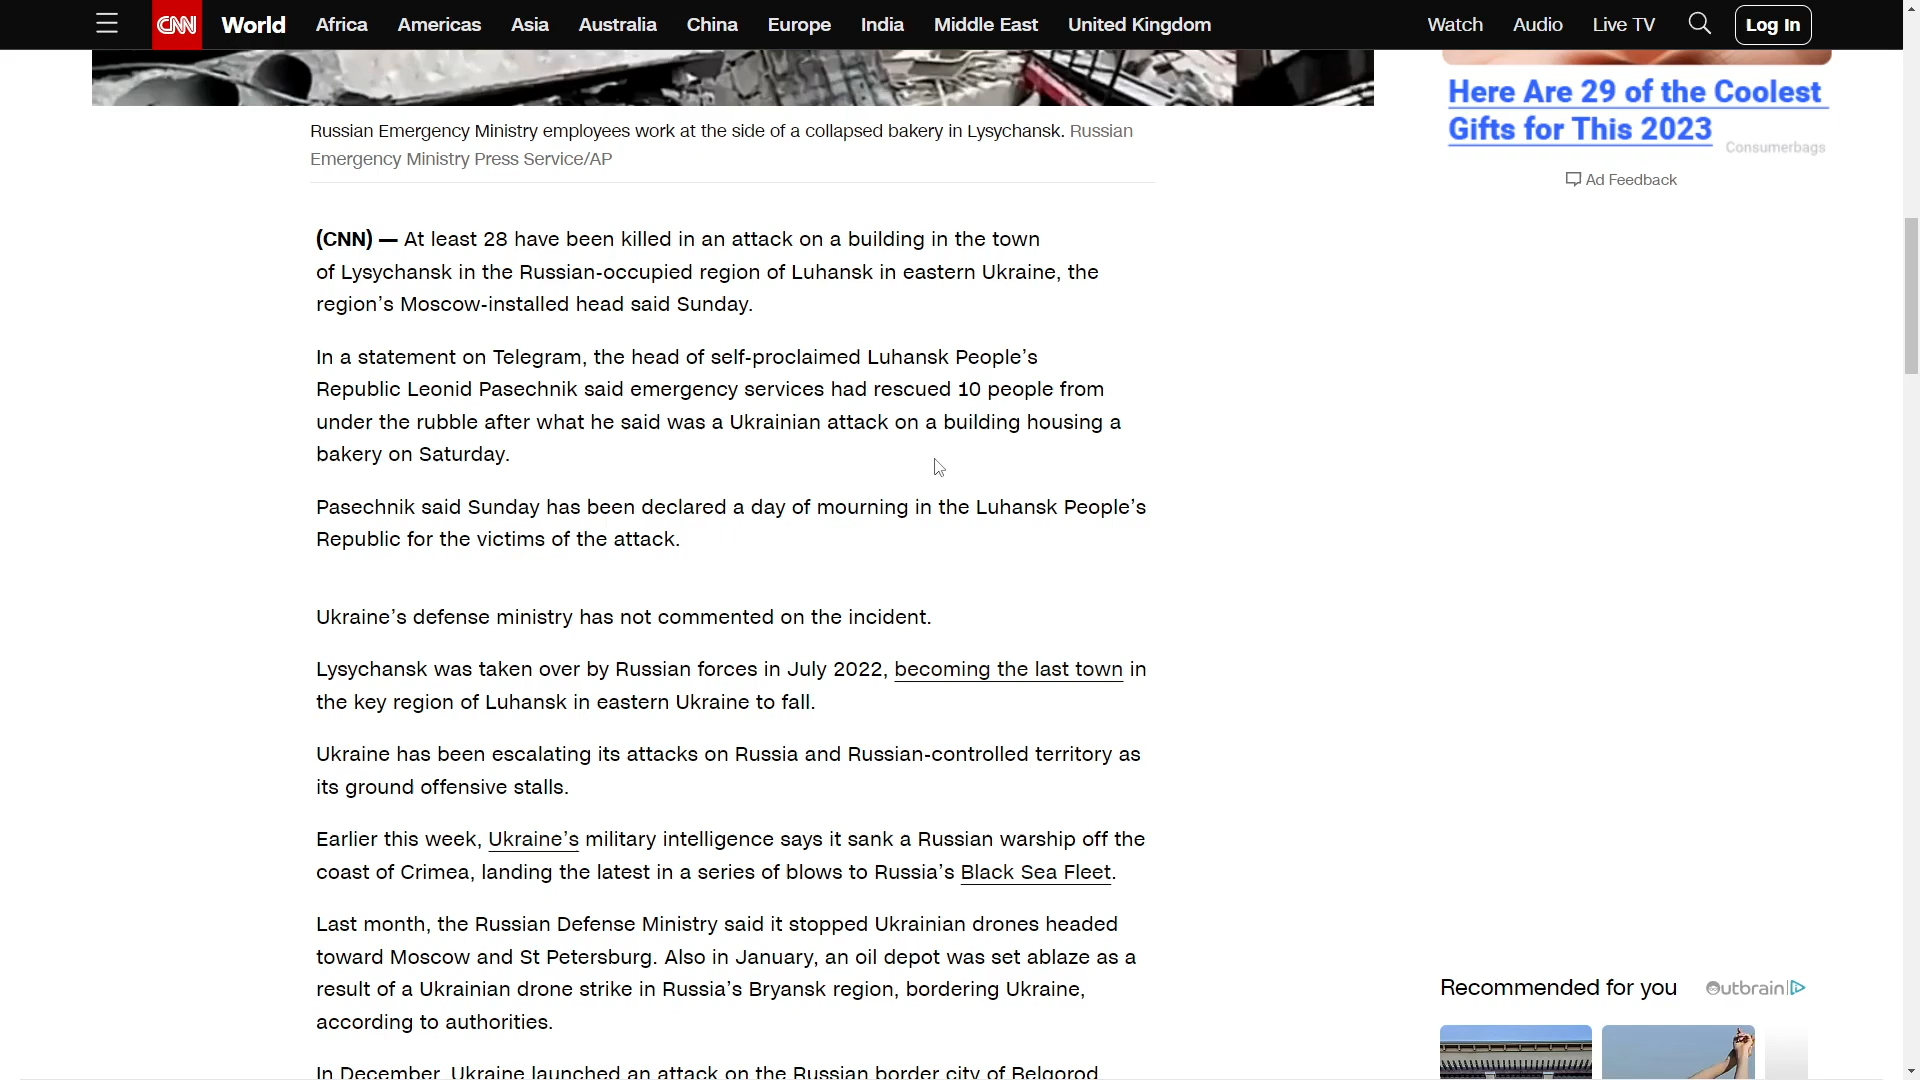 CNN World Africa Americas Asia Australia China Europe India Middle East United Kingdom Watch Audio Live TV Log In
Russian Emergency Ministry employees work at the side of a collapsed bakery in Lysychansk. Russian
Emergency Ministry Press Service/AP
(CNN) — At least 28 have been killed in an attack on a building in the town
of Lysychansk in the Russian-occupied region of Luhansk in eastern Ukraine, the
region’s Moscow-installed head said Sunday.
In a statement on Telegram, the head of self-proclaimed Luhansk People’s
Republic Leonid Pasechnik said emergency services had rescued 10 people from
under the rubble after what he said was a Ukrainian attack on a building housing a
bakery on Saturday.
Pasechnik said Sunday has been declared a day of mourning in the Luhansk People’s
Republic for the victims of the attack.
Ukraine’s defense ministry has not commented on the incident.
Lysychansk was taken over by Russian forces in July 2022, becoming the last town in
the key region of Luhansk in eastern Ukraine to fall.
Ukraine has been escalating its attacks on Russia and Russian-controlled territory as
its ground offensive stalls.
Earlier this week, Ukraine’s military intelligence says it sank a Russian warship off the
coast of Crimea, landing the latest in a series of blows to Russia’s Black Sea Fleet.
Last month, the Russian Defense Ministry said it stopped Ukrainian drones headed
toward Moscow and St Petersburg. Also in January, an oil depot was set ablaze as a
result of a Ukrainian drone strike in Russia’s Bryansk region, bordering Ukraine,
according to authorities.
In December, Ukraine launched an attack on the Russian border city of Belgorod
Here Are 29 of the Coolest
Gifts for This 2023
Consumerbags
Ad Feedback
Recommended for you
Outbrain